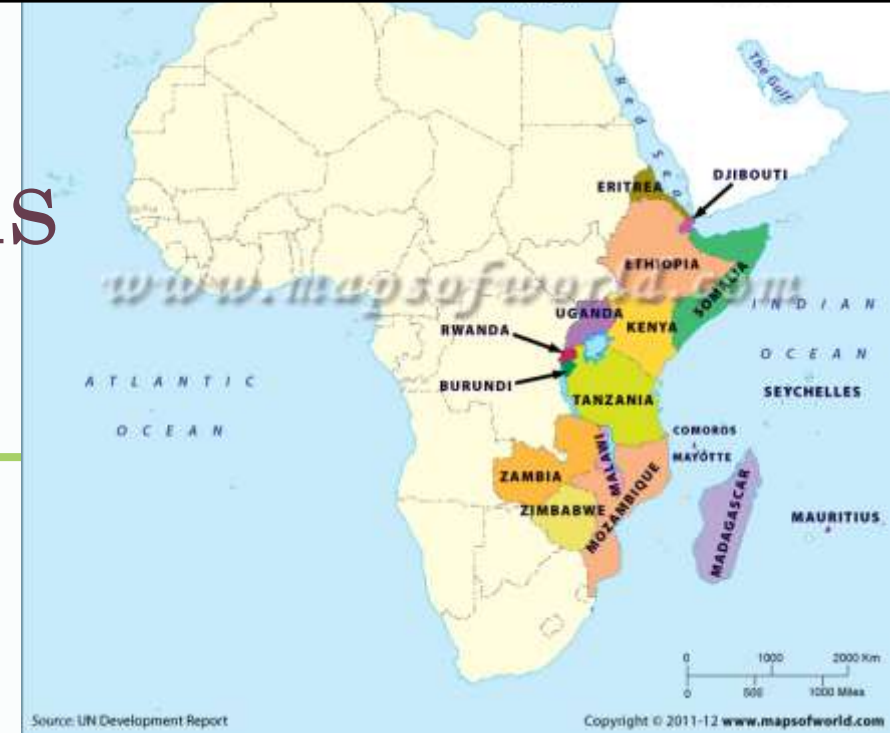 Red Sea
The Gulf
DJIBOUTI
ERITREA
ETHIOPIA
SOMALIA
www.mapsofworld.com
INDIAN
OCEAN
UGANDA
KENYA
RWANDA
BURUNDI
ATLANTIC
OCEAN
SEYCHELLES
TANZANIA
COMOROS
MAYOTTE
MALAWI
ZAMBIA
ZIMBABWE
MOZAMBIQUE
MADAGASCAR
MAURITIUS
0 1000 2000 Km
0 500 1000 Miles
Source: UN Development Report
Copyright © 2011-12 www.mapsofworld.com